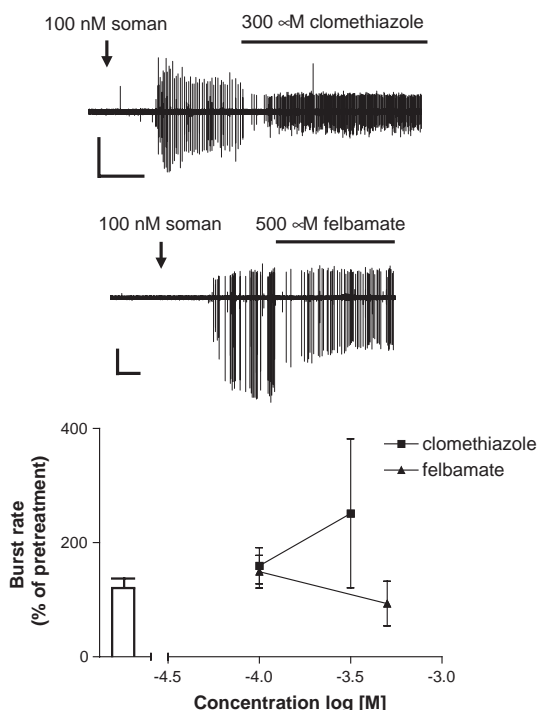 100 nM soman 300 ∝M clomethiazole
100 nM soman 500 ∝M felbamate
400
200
0
Burst rate
(% of pretreatment)
clomethiazole
felbamate
-4.5 -4.0 -3.5 -3.0
Concentration log [M]